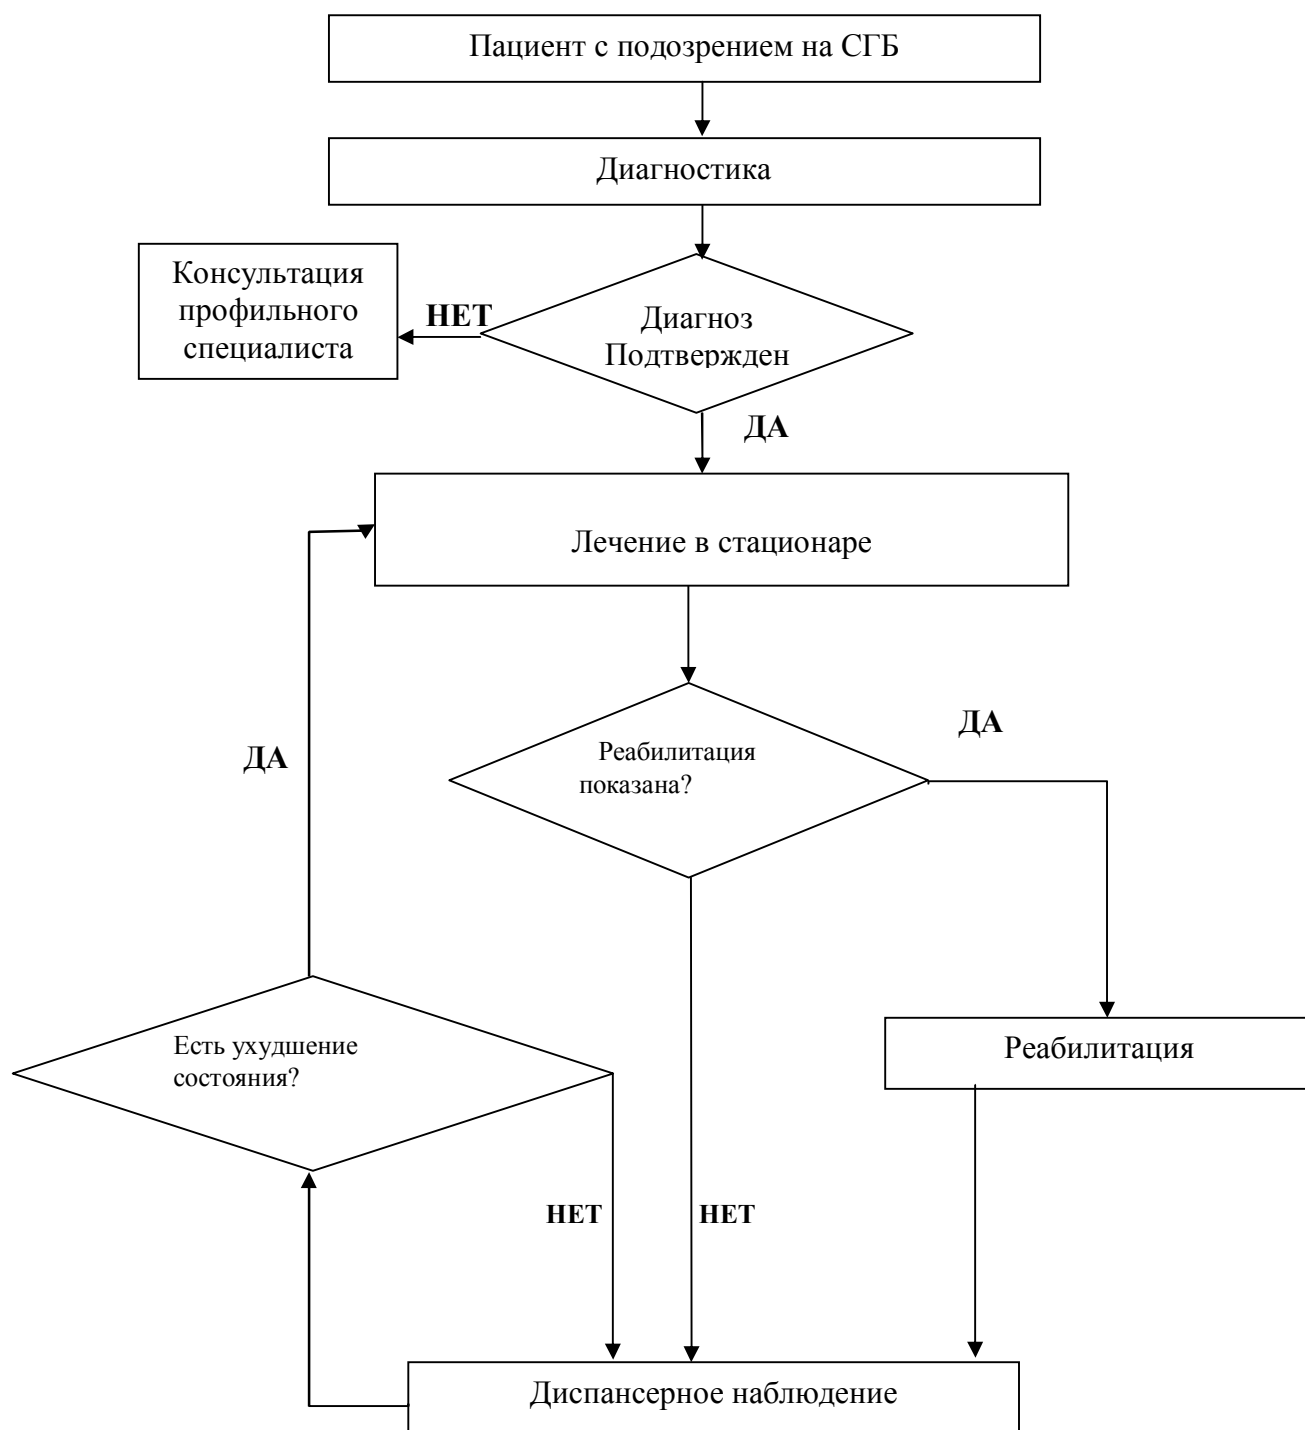 Пациент с подозрением на СГБ
Диагностика
Консультация
профильного
специалиста
НЕТ
Диагноз
Подтвержден
ДА
Лечение в стационаре
ДА
Реабилитация
показана?
ДА
Есть ухудшение
состояния?
Реабилитация
НЕТ
НЕТ
Диспансерное наблюдение